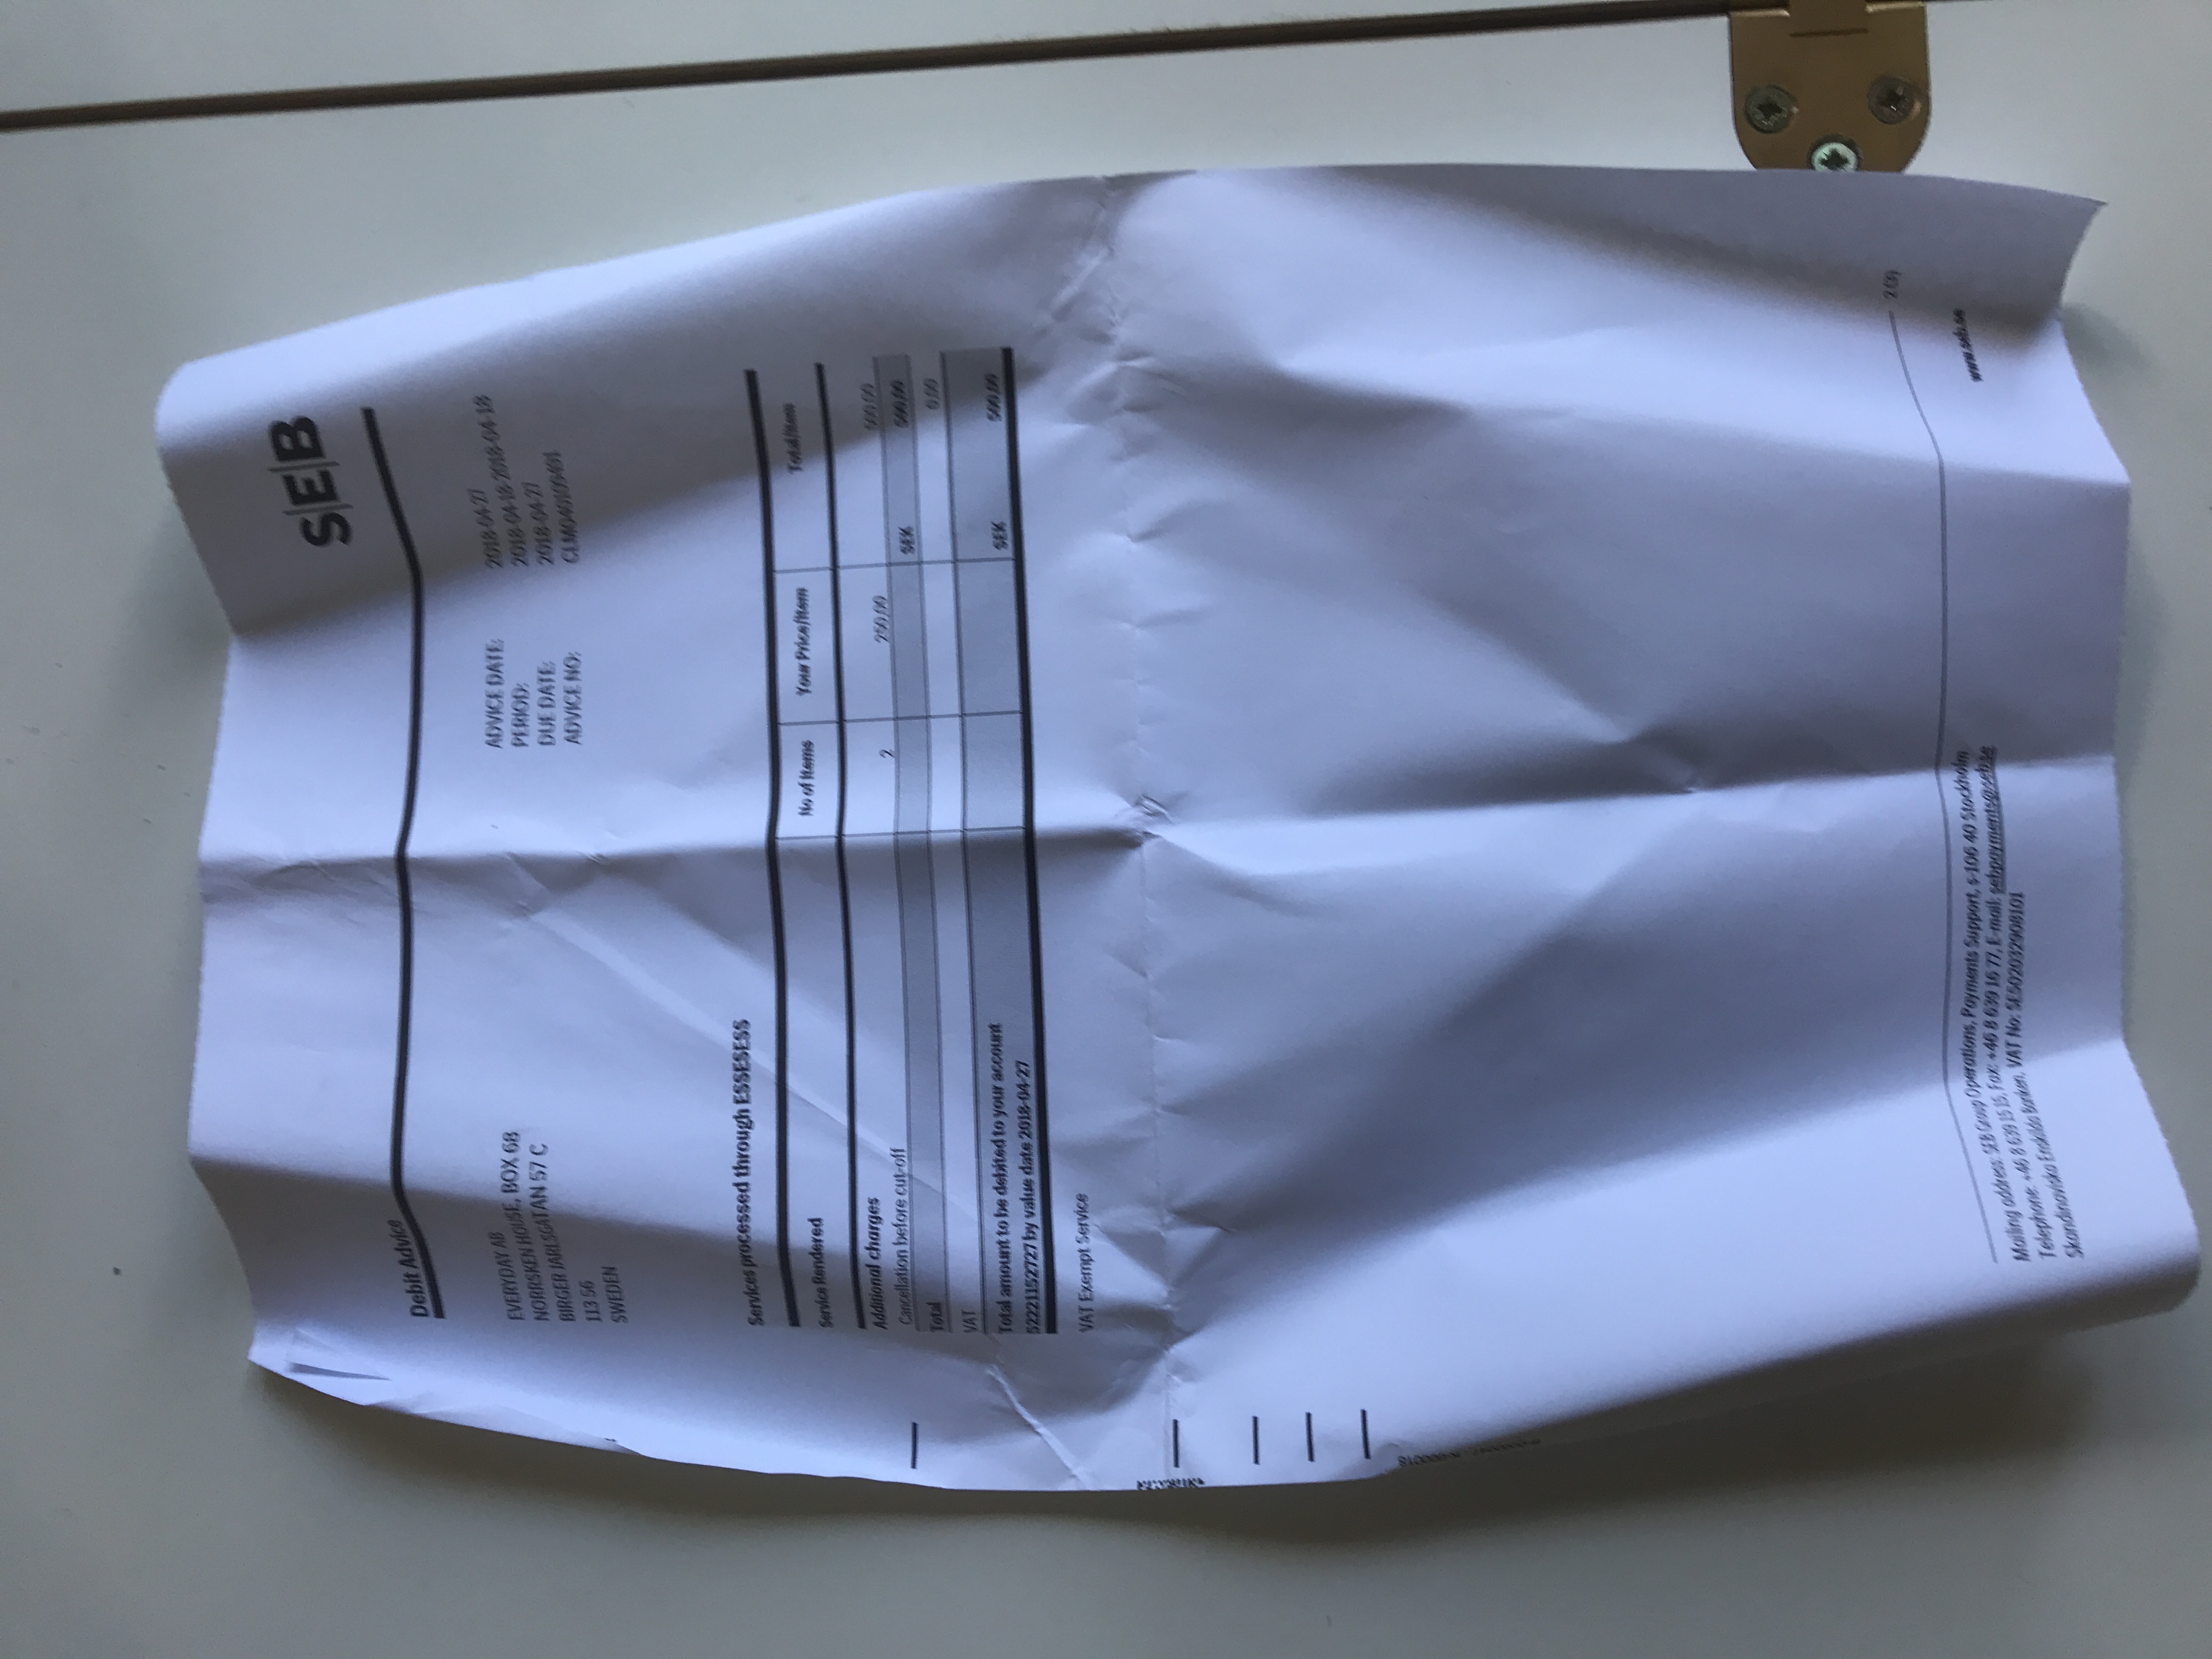 SEB
Debit Advice
EVERYDAY AB
NORRSKEN HOUSE, BOX 68
BIRGER JARLSGATAN 57 C
113 56
SWEDEN
ADVICE DATE: 2018-04-27
PERIOD: 2018-04-18-2018-04-18
DUE DATE: 2018-04-27
ADVICE NO: CLM040109491
Services processed through ESSESESS
Service Rendered No of Items Your Price/Item Total/Item
Additional charges
Cancellation before cut-off 2 250,00 500,00
Total SEK 500,00
VAT 0,00
Total amount to be debited to your account SEK 500,00
52221152727 by value date 2018-04-27
VAT Exempt Service
2(3)
Mailing address: SEB Group Operations, Payments Support, s-106 40 Stockholm
Telephone: +46 8 639 15 15, Fax: +46 8 639 16 77, E-mail: sebpayments@seb.se
Skandinaviska Enskilda Banken, VAT No: SE502032908101
www.seb.se